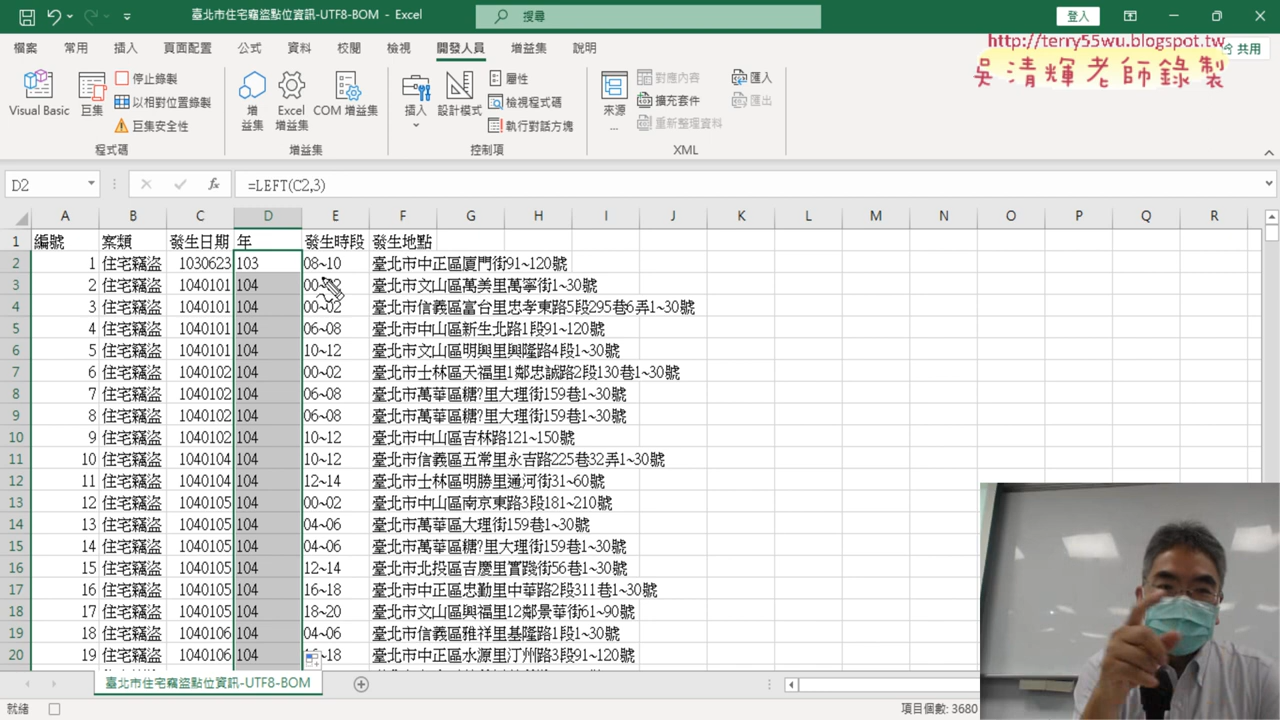 臺北市住宅竊盜點位資訊-UTF8-BOM - Excel
搜尋
登入
檔案 常用 插入 頁面配置 公式 資料 校閱 檢視 開發人員 增益集 說明
共用
http://terry55wu.blogspot.tw
吳清輝老師錄製
Visual Basic
巨集
停止錄製
以相對位置錄製
巨集安全性
程式碼
增益集
Excel 增益集
COM 增益集
增益集
插入
設計模式
屬性
檢視程式碼
執行對話方塊
控制項
來源
...
對應內容
擴充套件
重新整理資料
匯入
匯出
XML
D2 fx =LEFT(C2,3)
A B C D E F G H I J K L M N O P Q R
1 編號 案類 發生日期 年 發生時段 發生地點
2 1 住宅竊盜 1030623 103 08~10 臺北市中正區廈門街91~120號
3 2 住宅竊盜 1040101 104 臺北市文山區萬美里萬寧街1~30號
4 3 住宅竊盜 1040101 104 00~02 臺北市信義區富台里忠孝東路5段295巷6弄1~30號
5 4 住宅竊盜 1040101 104 06~08 臺北市中山區新生北路1段91~120號
6 5 住宅竊盜 1040101 104 10~12 臺北市文山區明興里興隆路4段1~30號
7 6 住宅竊盜 1040102 104 00~02 臺北市士林區天福里1鄰忠誠路2段130巷1~30號
8 7 住宅竊盜 1040102 104 06~08 臺北市萬華區糖?里大理街159巷1~30號
9 8 住宅竊盜 1040102 104 06~08 臺北市萬華區糖?里大理街159巷1~30號
10 9 住宅竊盜 1040102 104 10~12 臺北市中山區吉林路121~150號
11 10 住宅竊盜 1040104 104 10~12 臺北市信義區五常里永吉路225巷32弄1~30號
12 11 住宅竊盜 1040104 104 12~14 臺北市士林區明勝里通河街31~60號
13 12 住宅竊盜 1040105 104 00~02 臺北市中山區南京東路3段181~210號
14 13 住宅竊盜 1040105 104 04~06 臺北市萬華區大理街159巷1~30號
15 14 住宅竊盜 1040105 104 04~06 臺北市萬華區糖?里大理街159巷1~30號
16 15 住宅竊盜 1040105 104 12~14 臺北市北投區吉慶里實踐街56巷1~30號
17 16 住宅竊盜 1040105 104 16~18 臺北市中正區忠勤里中華路2段311巷1~30號
18 17 住宅竊盜 1040105 104 18~20 臺北市文山區興福里12鄰景華街61~90號
19 18 住宅竊盜 1040106 104 04~06 臺北市信義區雅祥里基隆路1段1~30號
20 19 住宅竊盜 1040106 104 臺北市中正區水源里汀州路3段91~120號
臺北市住宅竊盜點位資訊-UTF8-BOM
就緒
項目個數: 3680